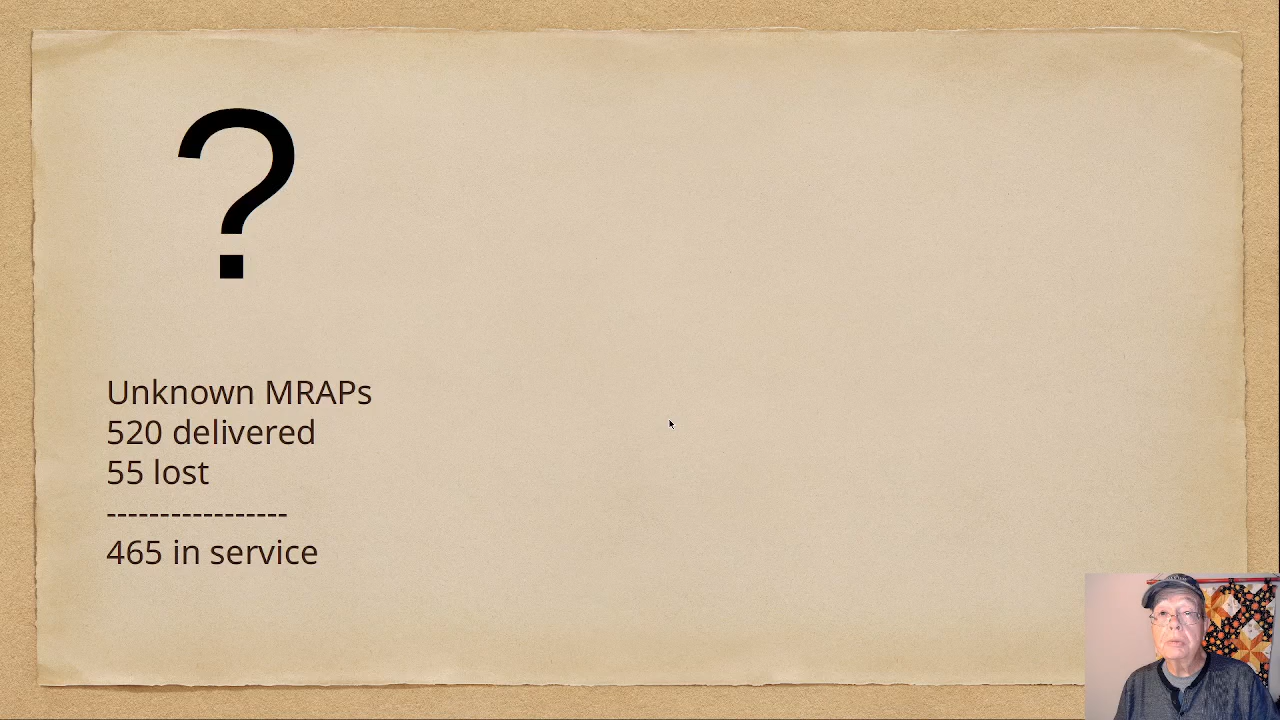 ?
Unknown MRAPs
520 delivered
55 lost
-----------------
465 in service